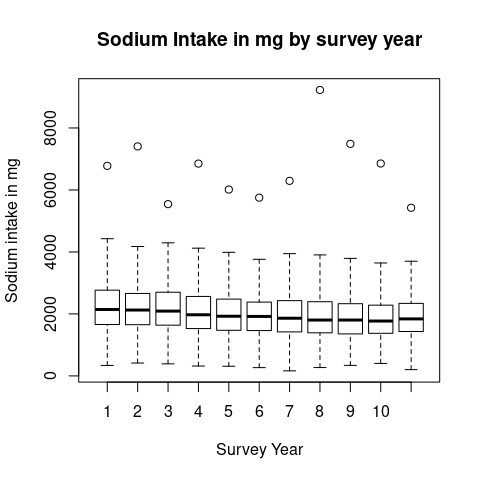 Sodium Intake in mg by survey year
Sodium intake in mg
8000
6000
4000
2000
0
1 2 3 4 5 6 7 8 9 10
Survey Year